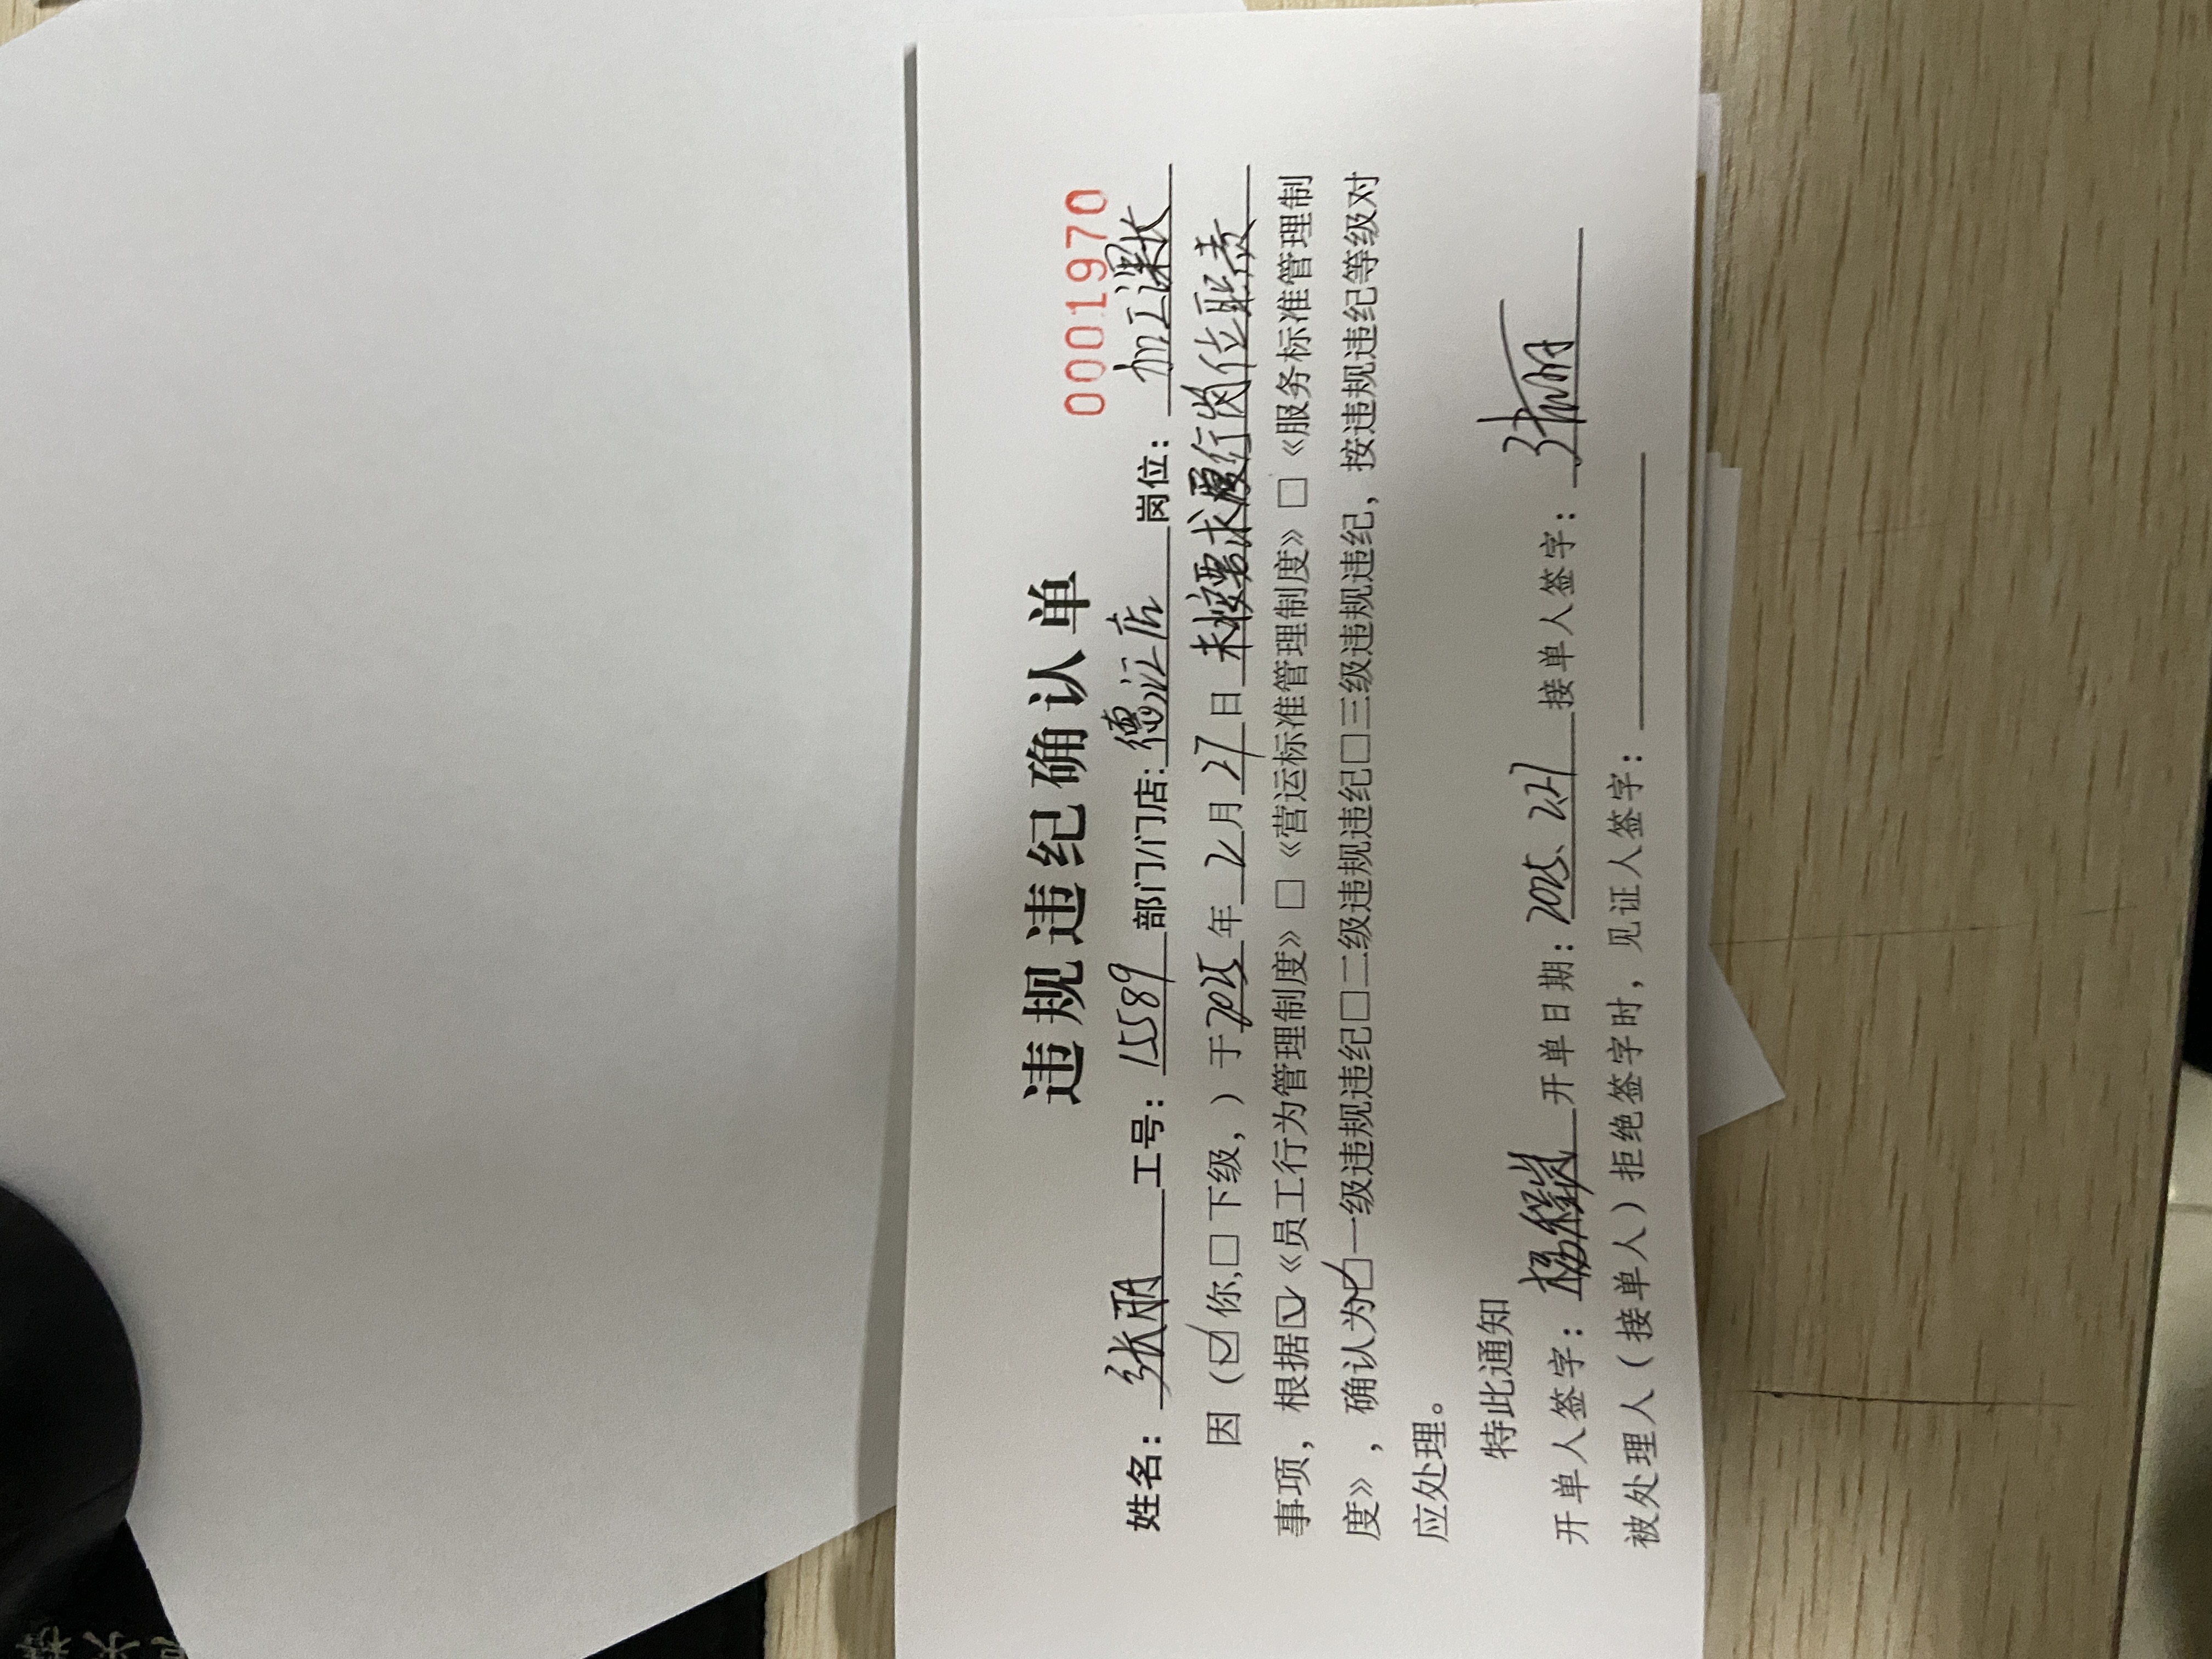 违规违纪确认单
0001970
姓名：张丽 工号：15589 部门/门店:德江店 岗位：加工课长
因（☑你,□下级，）于2025年2月27日未按要求履行岗位职责
事项，根据☑《员工行为管理制度》□《营运标准管理制度》□《服务标准管理制
度》，确认为☑一级违规违纪□二级违规违纪□三级违规违纪，按违规违纪等级对
应处理。
特此通知
开单人签字：杨 开单日期：2025.2.27 接单人签字：张丽
被处理人（接单人）拒绝签字时，见证人签字：